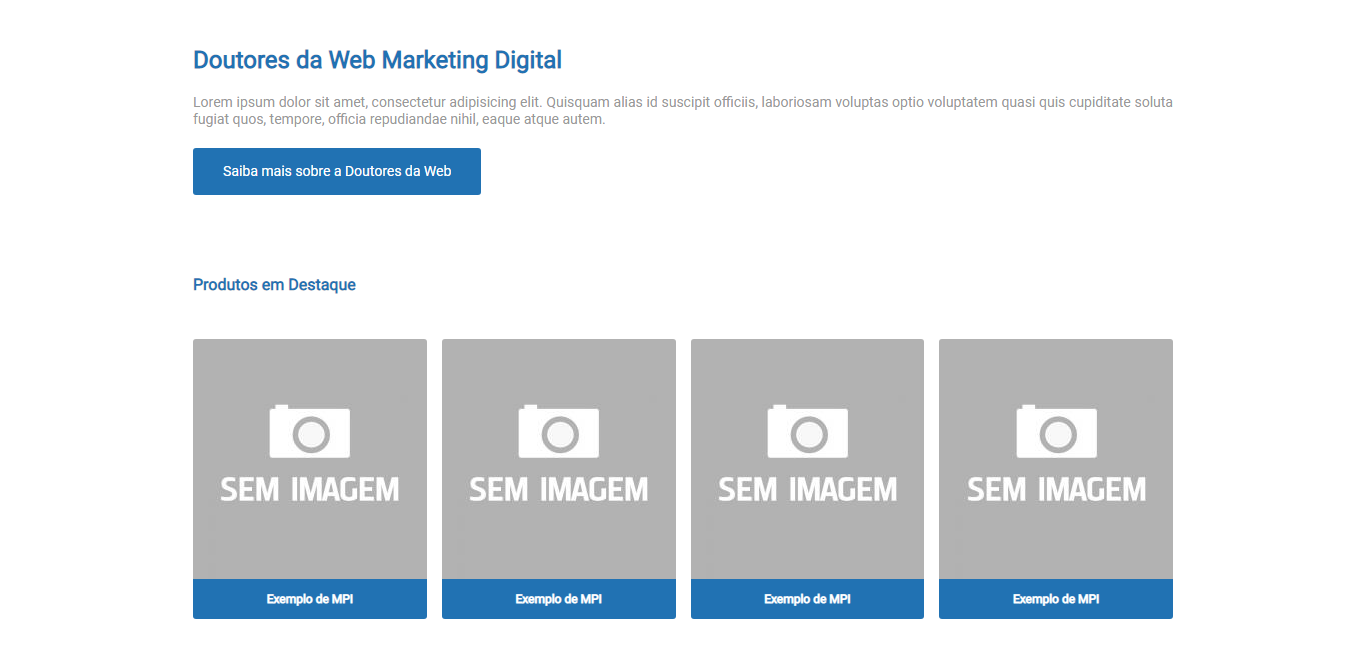 Doutores da Web Marketing Digital
Lorem ipsum dolor sit amet, consectetur adipisicing elit. Quisquam alias id suscipit officiis, laboriosam voluptas optio voluptatem quasi quis cupiditate soluta
fugiat quos, tempore, officia repudiandae nihil, eaque atque autem.
Saiba mais sobre a Doutores da Web
Produtos em Destaque
SEM IMAGEM
SEM IMAGEM
SEM IMAGEM
SEM IMAGEM
Exemplo de MPI
Exemplo de MPI
Exemplo de MPI
Exemplo de MPI